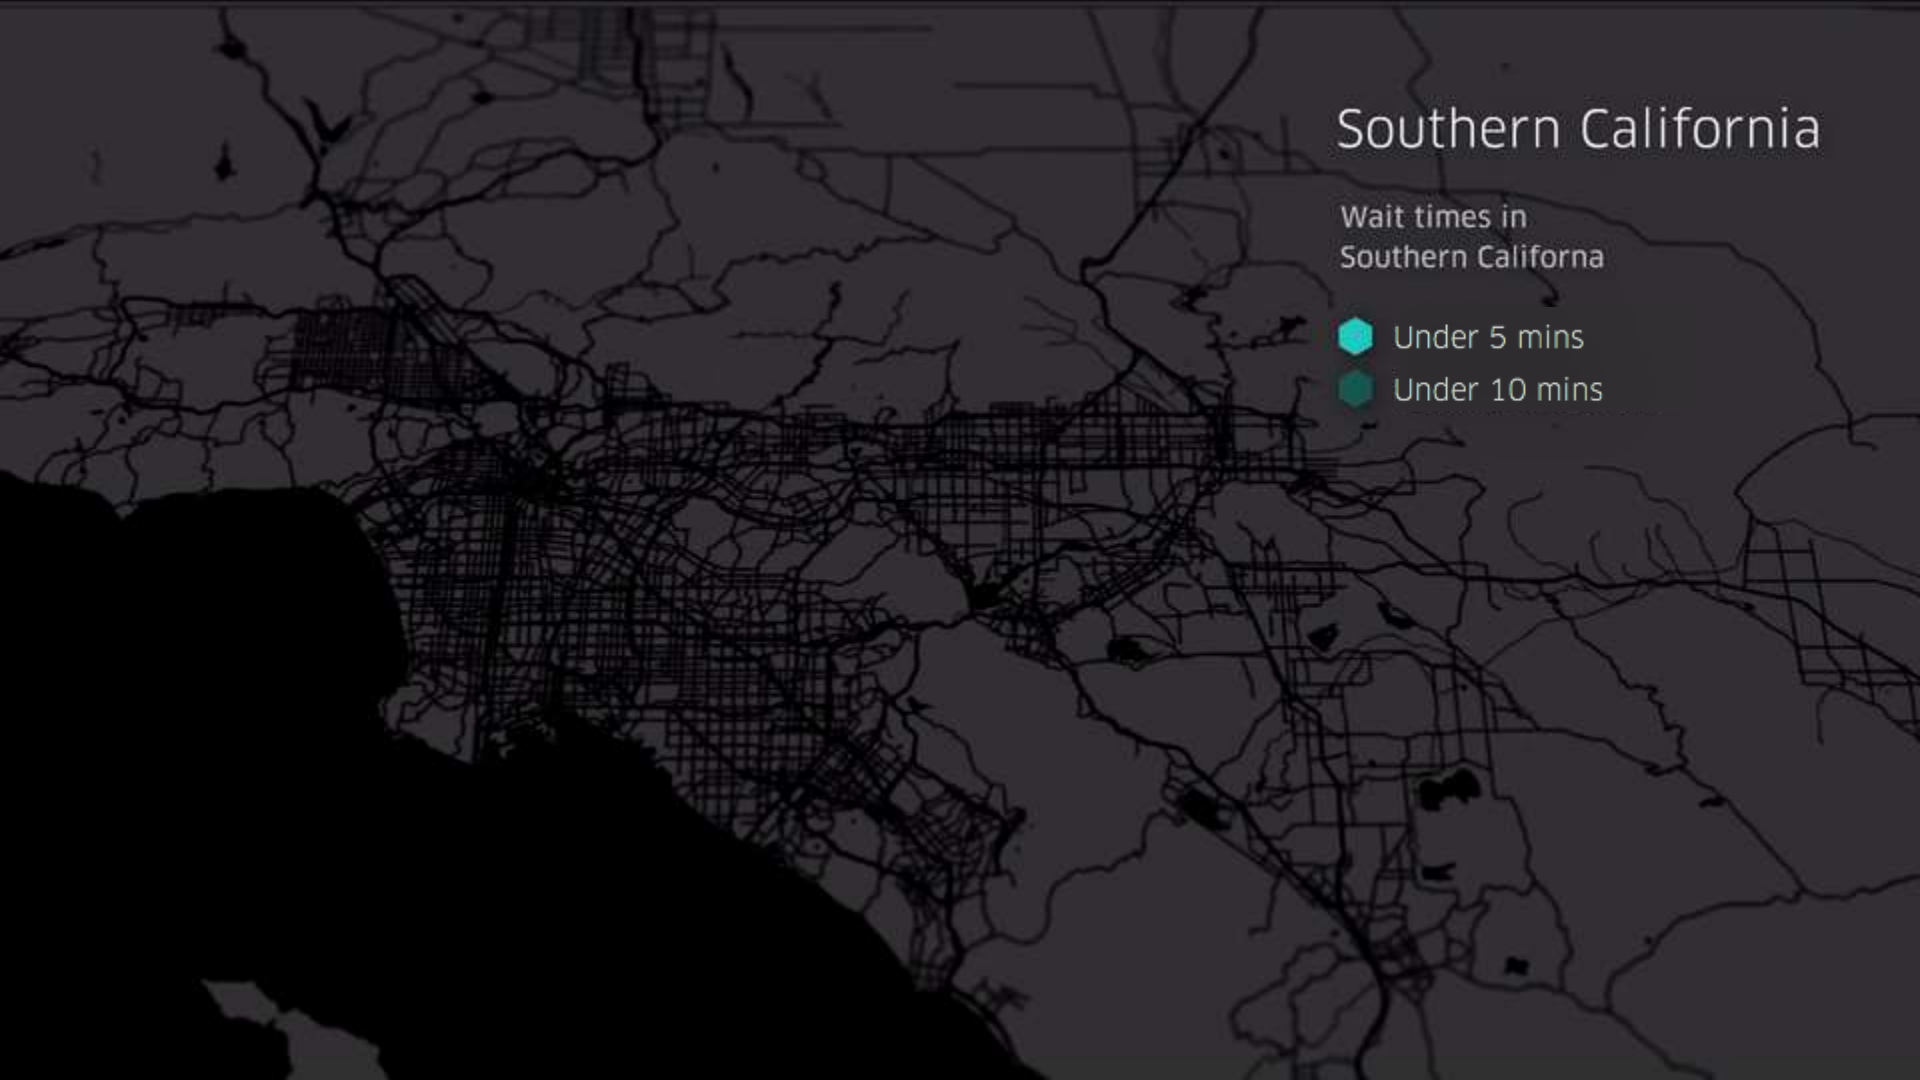 Southern California
Wait times in
Southern Californa
Under 5 mins
Under 10 mins